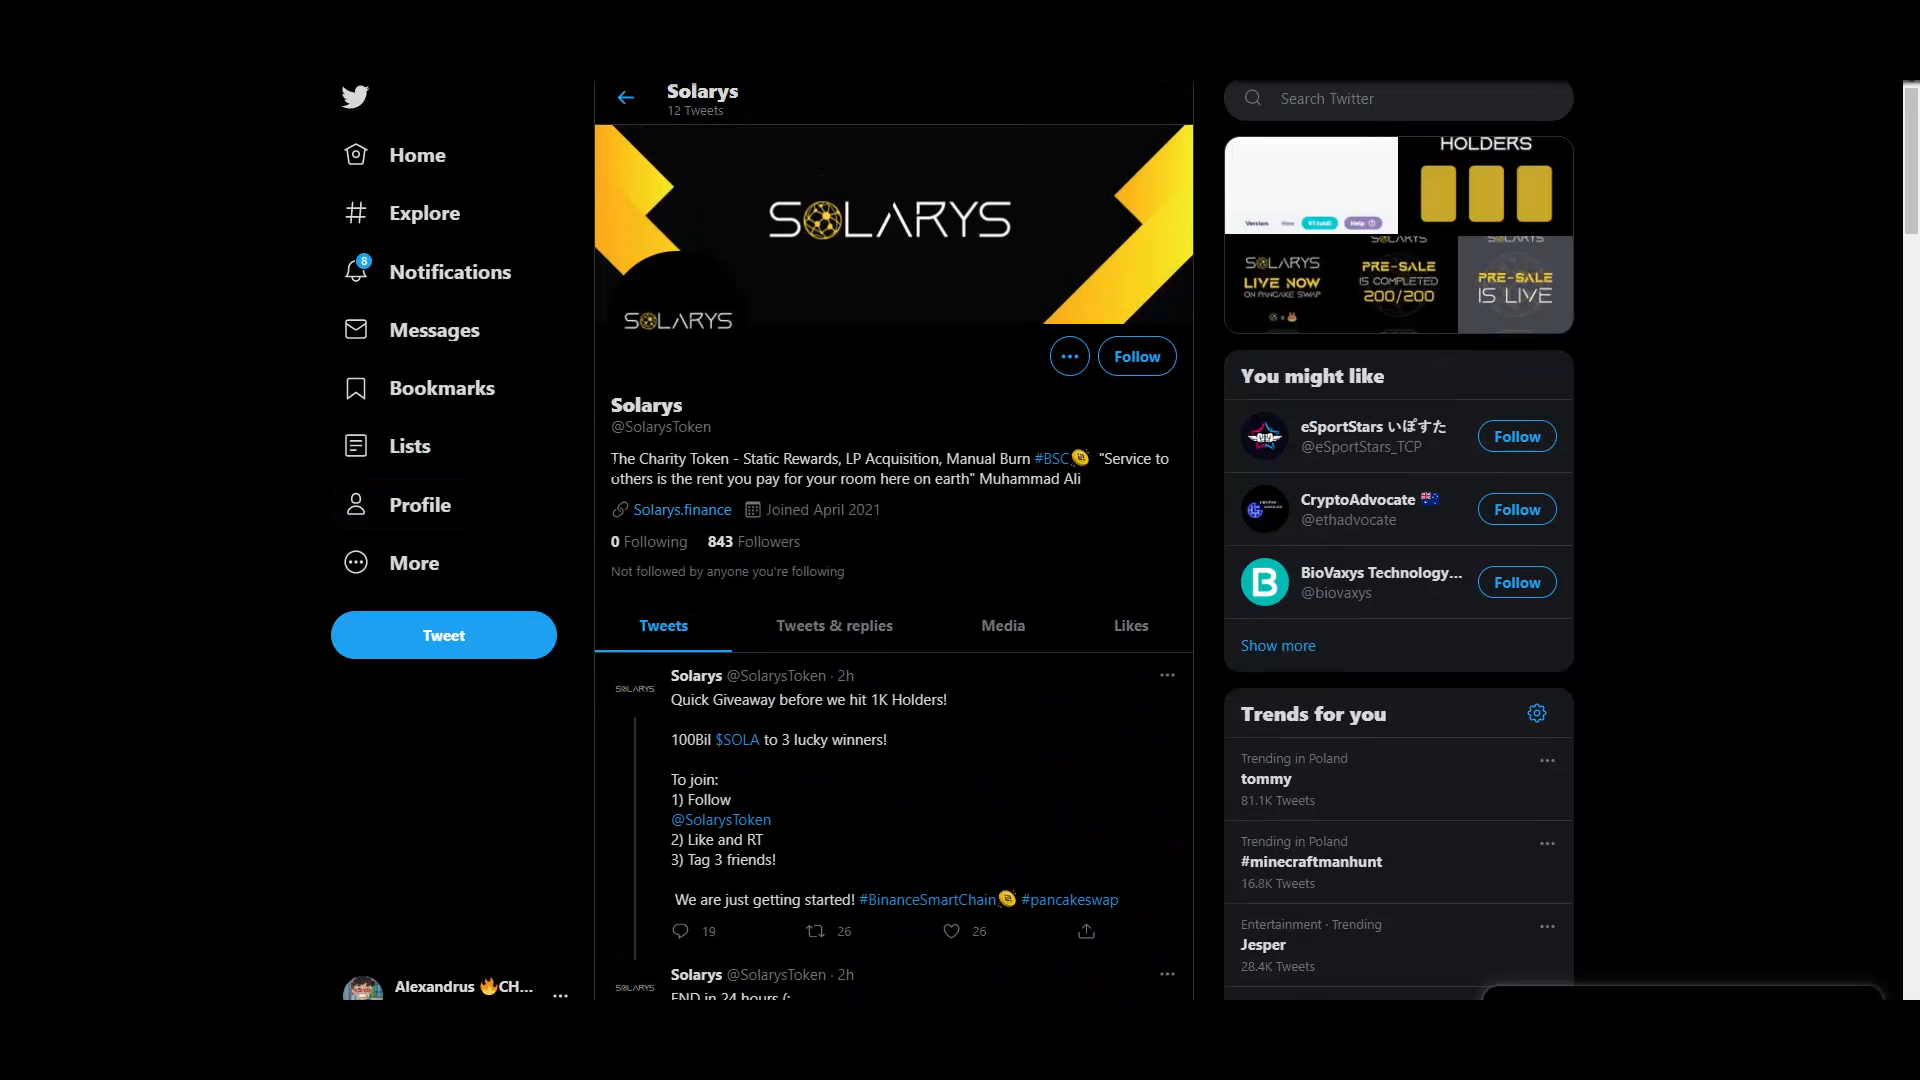 Home
Explore
8
Notifications
Messages
Bookmarks
Lists
Profile
More
Tweet
Alexandrus 🔥CH...
Solarys
12 Tweets
SOLARYS
SOLARYS
Follow
Solarys
@SolarysToken
The Charity Token - Static Rewards, LP Acquisition, Manual Burn #BSC "Service to
others is the rent you pay for your room here on earth" Muhammad Ali
Solarys.finance Joined April 2021
0 Following 843 Followers
Not followed by anyone you're following
Tweets Tweets & replies Media Likes
SOLARYS
Solarys @SolarysToken · 2h
Quick Giveaway before we hit 1K Holders!
100Bil $SOLA to 3 lucky winners!
To join:
1) Follow
@SolarysToken
2) Like and RT
3) Tag 3 friends!
We are just getting started! #BinanceSmartChain #pancakeswap
19 26 26
SOLARYS
Solarys @SolarysToken · 2h
END in 24 hours (:
Search Twitter
HOLDERS
Version New V1 (old) Help
SOLARYS
LIVE NOW
ON PANCAKE SWAP
SOLARYS
PRE-SALE
IS COMPLETED
200/200
SOLARYS
PRE-SALE
IS LIVE
You might like
eSportStars いぽすた
@eSportStars_TCP
Follow
CryptoAdvocate 🇦🇺
@ethadvocate
Follow
BioVaxys Technology...
@biovaxys
Follow
Show more
Trends for you
Trending in Poland
tommy
81.1K Tweets
Trending in Poland
#minecraftmanhunt
16.8K Tweets
Entertainment · Trending
Jesper
28.4K Tweets